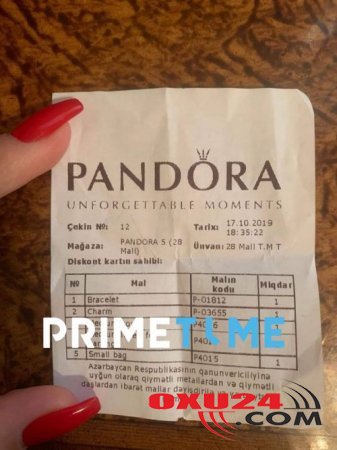 PANDORA
UNFORGETTABLE MOMENTS
Çekin №: 12 Tarix: 17.10.2019
18:35:22
Mağaza: PANDORA 5 (28 Mall) Ünvan: 28 Mall T.M T
Diskont kartın sahibi:
№ Mal Malın kodu Miqdar
1 Bracelet P-01812 1
2 Charm P-03655 1
PRIMETIME
5 Small bag P4015 1
Azərbaycan Respublikasının qanunvericiliyinə
uyğun olaraq qiymətli metallardan və qiymətli
daşlardan ibarət mallar dəyişdirilə
OXU24
.COM